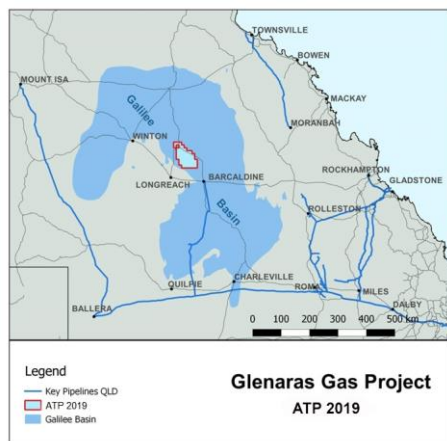 TOWNSVILLE
BOWEN
MOUNT ISA
MACKAY
Galilee
MORANBAH
WINTON
ROCKHAMPTON
GLADSTONE
BARCALDINE
LONGREACH
ROLLESTON
Basin
CHARLEVILLE
QUILPIE
ROMA
MILES
DALBY
BALLERA
0 100 200 300 400 500 km
Legend
Key Pipelines QLD
ATP 2019
Galilee Basin
Glenaras Gas Project
ATP 2019